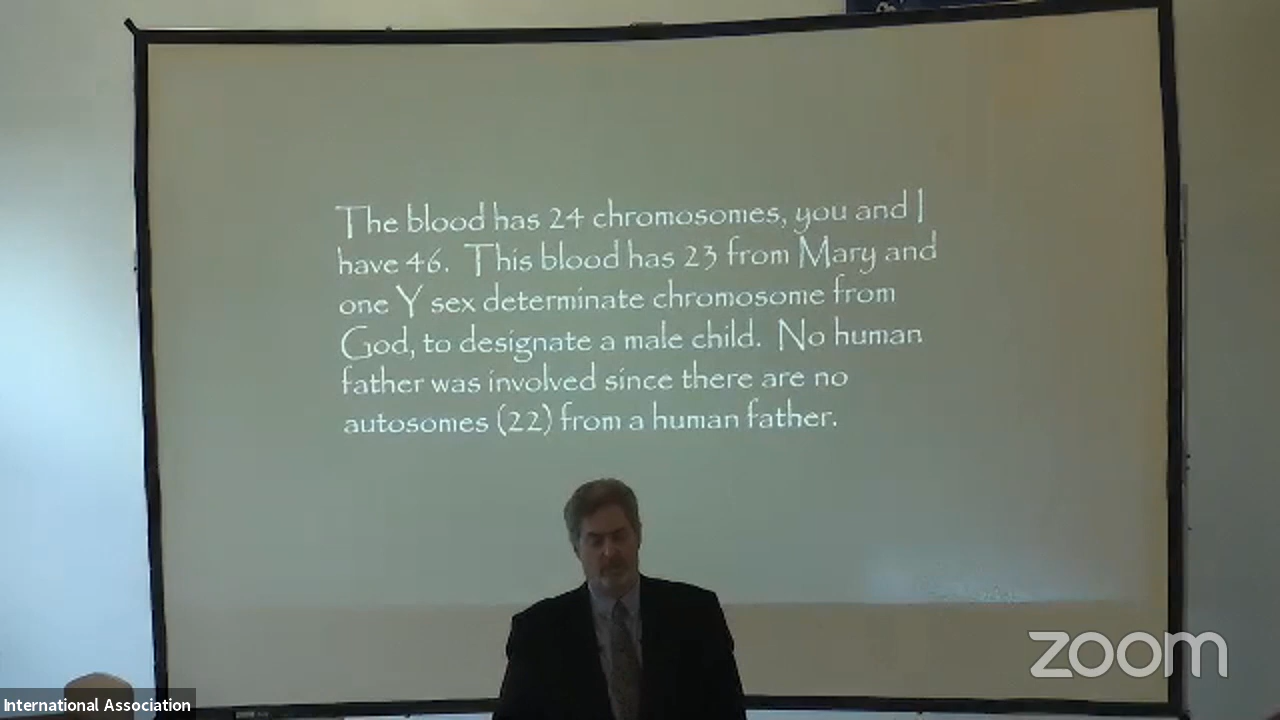 The blood has 24 chromosomes, you and I
have 46. This blood has 23 from Mary and
one Y sex determinate chromosome from
God, to designate a male child. No human
father was involved since there are no
autosomes (22) from a human father.
zoom
International Association